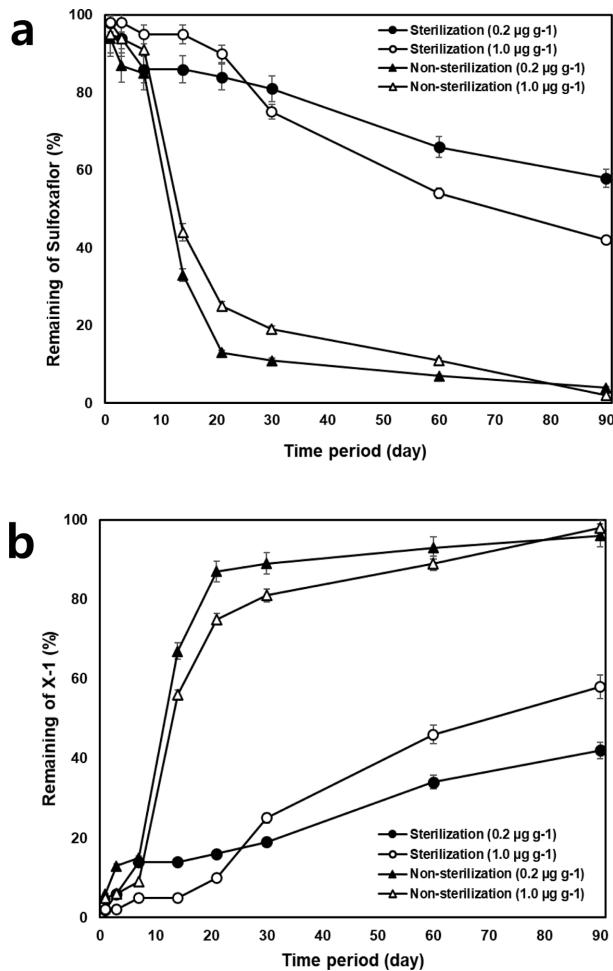 a
Sterilization (0.2 µg g-1)
Sterilization (1.0 µg g-1)
Non-sterilization (0.2 µg g-1)
Non-sterilization (1.0 µg g-1)
Remaining of Sulfoxaflor (%)
100
80
60
40
20
0
0 10 20 30 40 50 60 70 80 90
Time period (day)
b
Remaining of X-1 (%)
100
80
60
40
20
0
Sterilization (0.2 µg g-1)
Sterilization (1.0 µg g-1)
Non-sterilization (0.2 µg g-1)
Non-sterilization (1.0 µg g-1)
0 10 20 30 40 50 60 70 80 90
Time period (day)